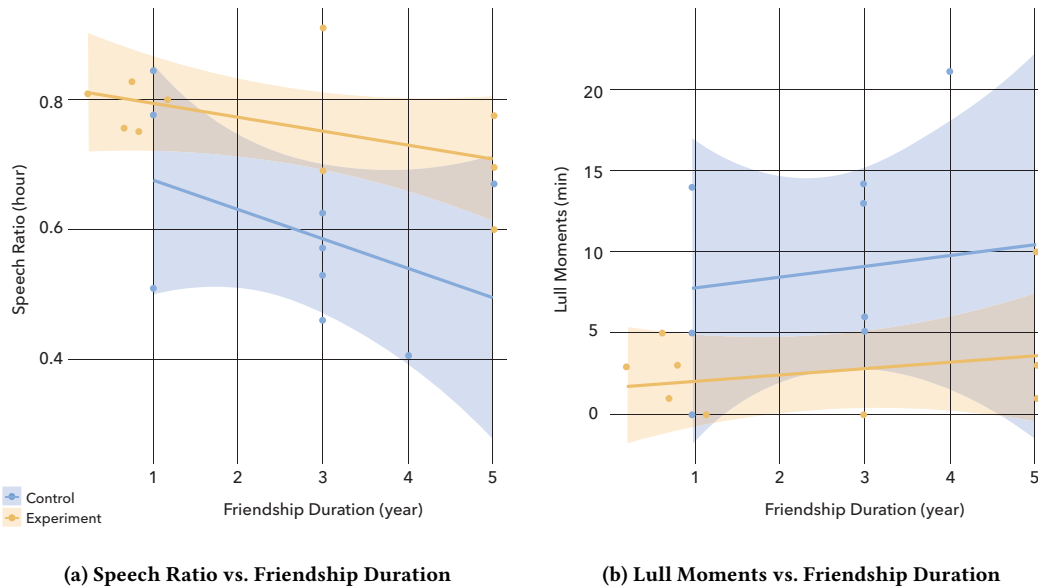 0.8
0.6
0.4
Speech Ratio (hour)
1 2 3 4 5
Friendship Duration (year)
Control
Experiment
(a) Speech Ratio vs. Friendship Duration
20
15
10
5
0
Lull Moments (min)
1 2 3 4 5
Friendship Duration (year)
(b) Lull Moments vs. Friendship Duration